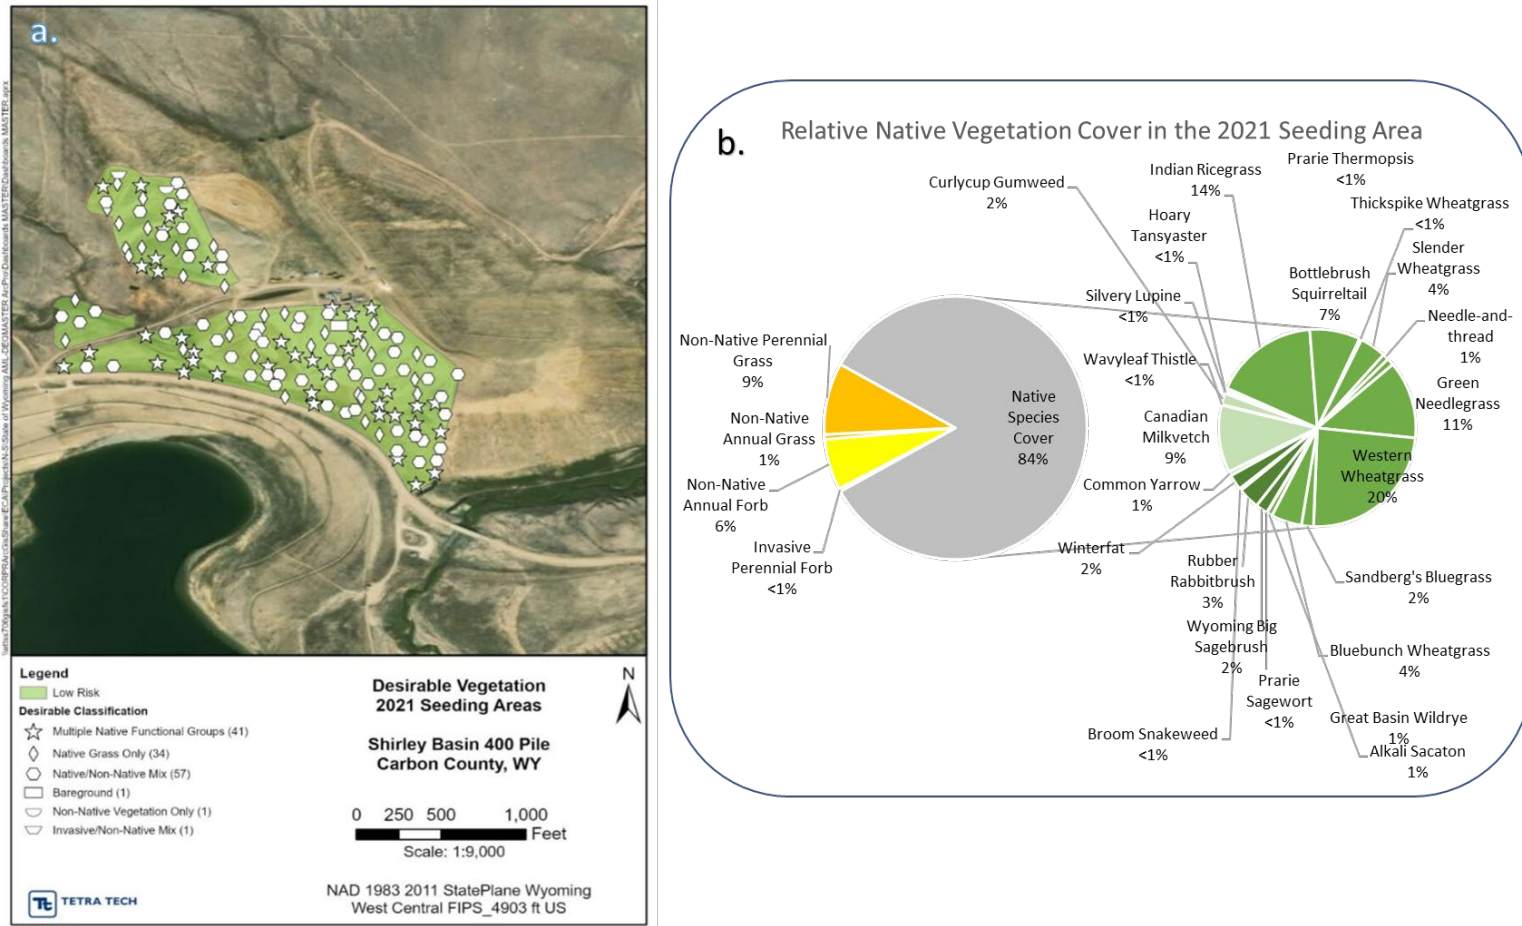 a.
Legend
Low Risk
Desirable Classification
Multiple Native Functional Groups (41)
Native Grass Only (34)
Native/Non-Native Mix (57)
Bareground (1)
Non-Native Vegetation Only (1)
Invasive/Non-Native Mix (1)
TETRA TECH
Desirable Vegetation
2021 Seeding Areas
Shirley Basin 400 Pile
Carbon County, WY
N
0 250 500 1,000
Feet
Scale: 1:9,000
NAD 1983 2011 StatePlane Wyoming
West Central FIPS_4903 ft US
b.
Relative Native Vegetation Cover in the 2021 Seeding Area
Non-Native Perennial
Grass
9%
Non-Native
Annual Grass
1%
Non-Native
Annual Forb
6%
Invasive
Perennial Forb
<1%
Native
Species
Cover
84%
Curlycup Gumweed
2%
Indian Ricegrass
14%
Hoary
Tansyaster
<1%
Silvery Lupine
<1%
Wavyleaf Thistle
<1%
Canadian
Milkvetch
9%
Common Yarrow
1%
Winterfat
2%
Rubber
Rabbitbrush
3%
Wyoming Big
Sagebrush
2%
Prarie
Sagewort
<1%
Broom Snakeweed
<1%
Prarie Thermopsis
<1%
Thickspike Wheatgrass
<1%
Slender
Wheatgrass
4%
Bottlebrush
Squirreltail
7%
Needle-and-
thread
1%
Green
Needlegrass
11%
Western
Wheatgrass
20%
Sandberg's Bluegrass
2%
Bluebunch Wheatgrass
4%
Great Basin Wildrye
1%
Alkali Sacaton
1%